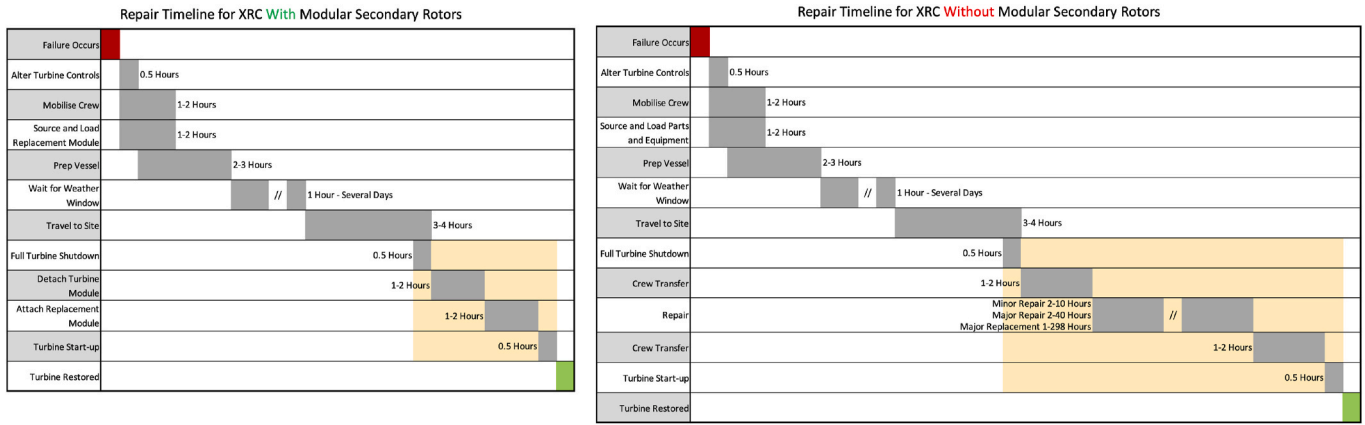 Repair Timeline for XRC With Modular Secondary Rotors
Failure Occurs
Alter Turbine Controls
0.5 Hours
Mobilise Crew
1-2 Hours
Source and Load
Replacement Module
1-2 Hours
Prep Vessel
2-3 Hours
Wait for Weather
Window
//
1 Hour - Several Days
Travel to Site
3-4 Hours
Full Turbine Shutdown
0.5 Hours
Detach Turbine
Module
1-2 Hours
Attach Replacement
Module
1-2 Hours
Turbine Start-up
0.5 Hours
Turbine Restored
Repair Timeline for XRC Without Modular Secondary Rotors
Failure Occurs
Alter Turbine Controls
0.5 Hours
Mobilise Crew
1-2 Hours
Source and Load Parts
and Equipment
1-2 Hours
Prep Vessel
2-3 Hours
Wait for Weather
Window
//
1 Hour - Several Days
Travel to Site
3-4 Hours
Full Turbine Shutdown
0.5 Hours
Crew Transfer
1-2 Hours
Repair
Minor Repair 2-10 Hours
Major Repair 2-40 Hours
Major Replacement 1-298 Hours
//
Crew Transfer
1-2 Hours
Turbine Start-up
0.5 Hours
Turbine Restored